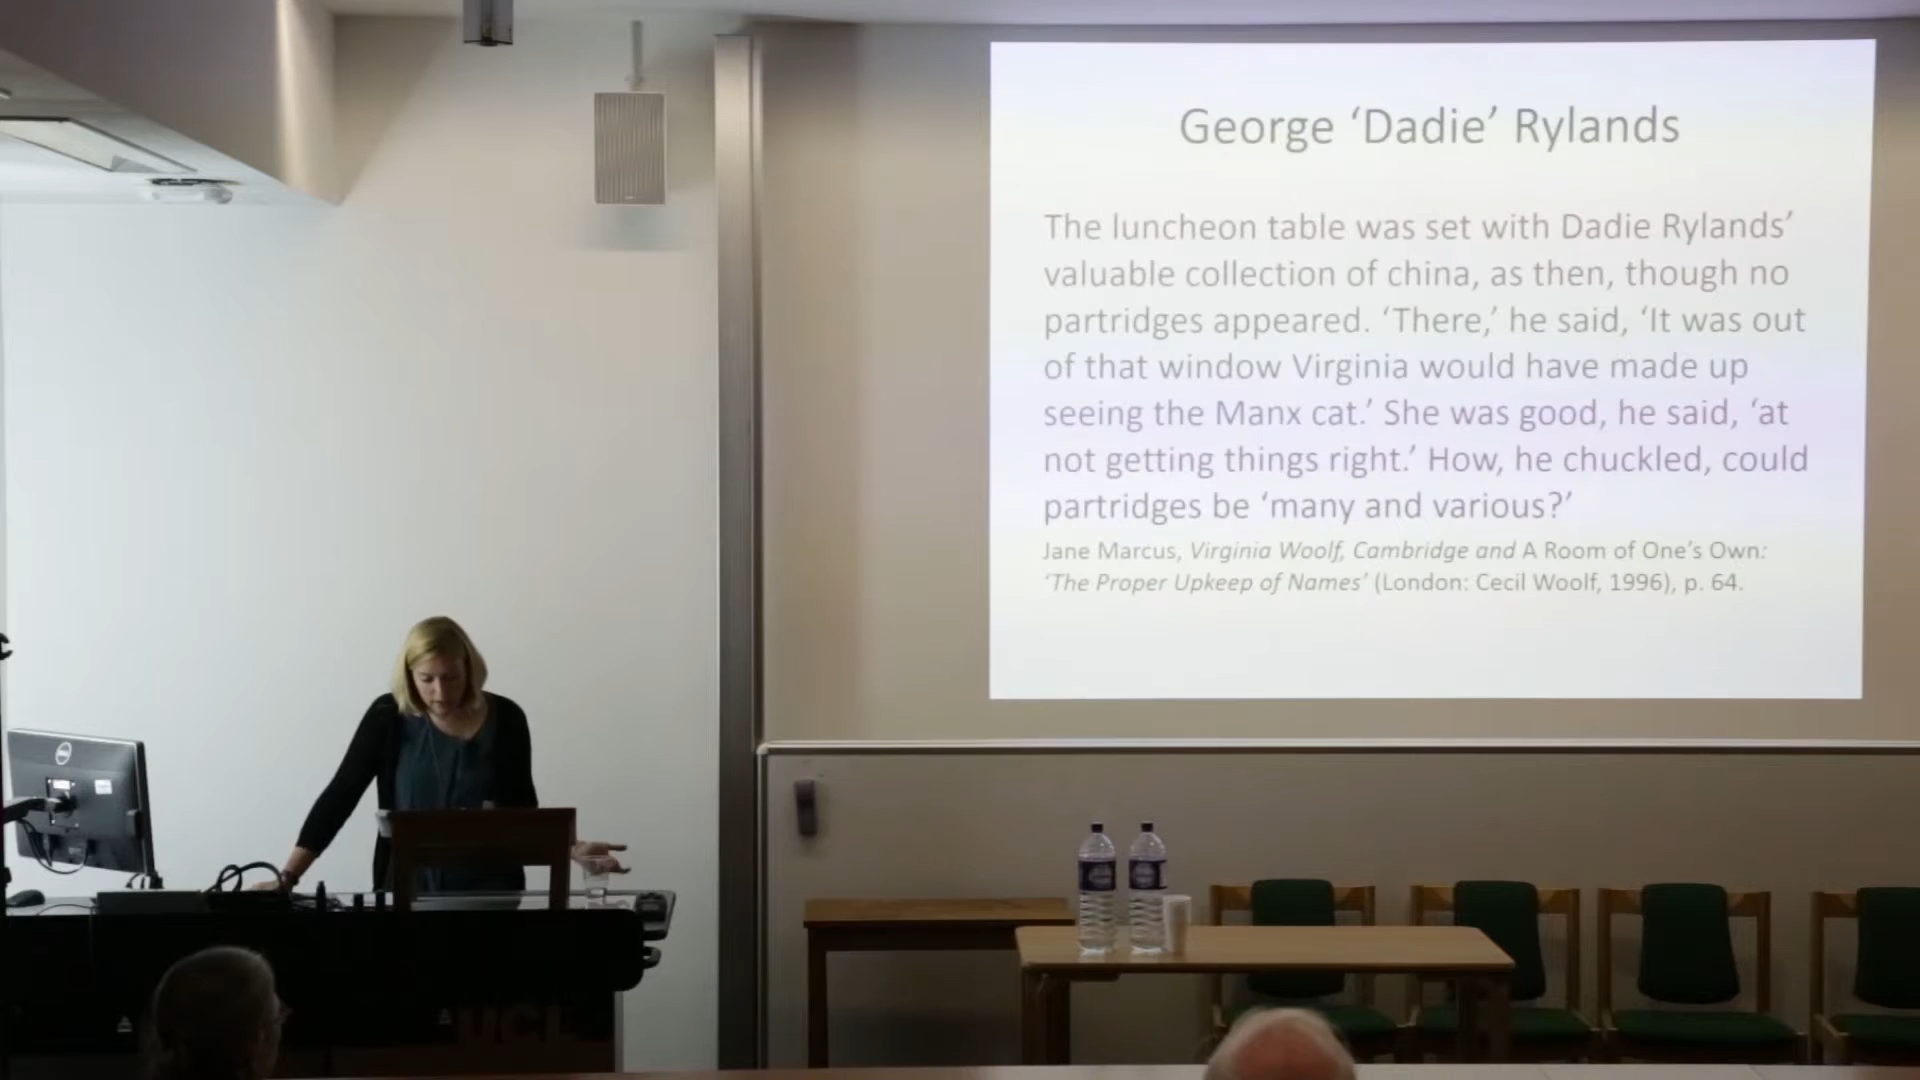 George ‘Dadie’ Rylands
The luncheon table was set with Dadie Rylands’
valuable collection of china, as then, though no
partridges appeared. ‘There,’ he said, ‘It was out
of that window Virginia would have made up
seeing the Manx cat.’ She was good, he said, ‘at
not getting things right.’ How, he chuckled, could
partridges be ‘many and various?’
Jane Marcus, Virginia Woolf, Cambridge and A Room of One’s Own:
‘The Proper Upkeep of Names’ (London: Cecil Woolf, 1996), p. 64.
DELL
UCL